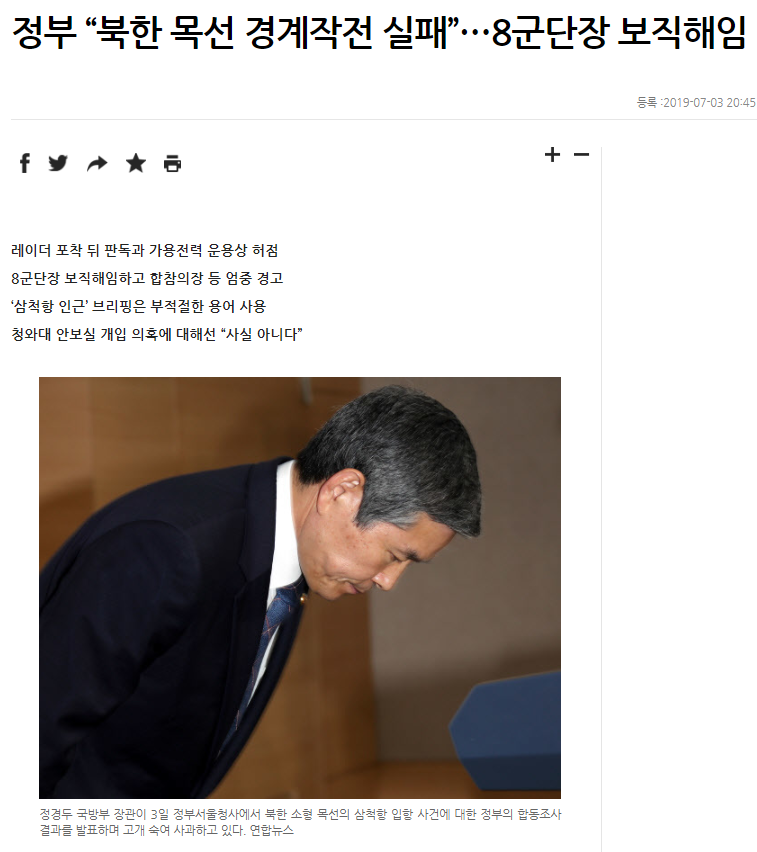 정부 “북한 목선 경계작전 실패”…8군단장 보직해임
등록 :2019-07-03 20:45
레이더 포착 뒤 판독과 가용전력 운용상 허점
8군단장 보직해임하고 합참의장 등 엄중 경고
‘삼척항 인근’ 브리핑은 부적절한 용어 사용
청와대 안보실 개입 의혹에 대해선 “사실 아니다”
정경두 국방부 장관이 3일 정부서울청사에서 북한 소형 목선의 삼척항 입항 사건에 대한 정부의 합동조사
결과를 발표하며 고개 숙여 사과하고 있다. 연합뉴스